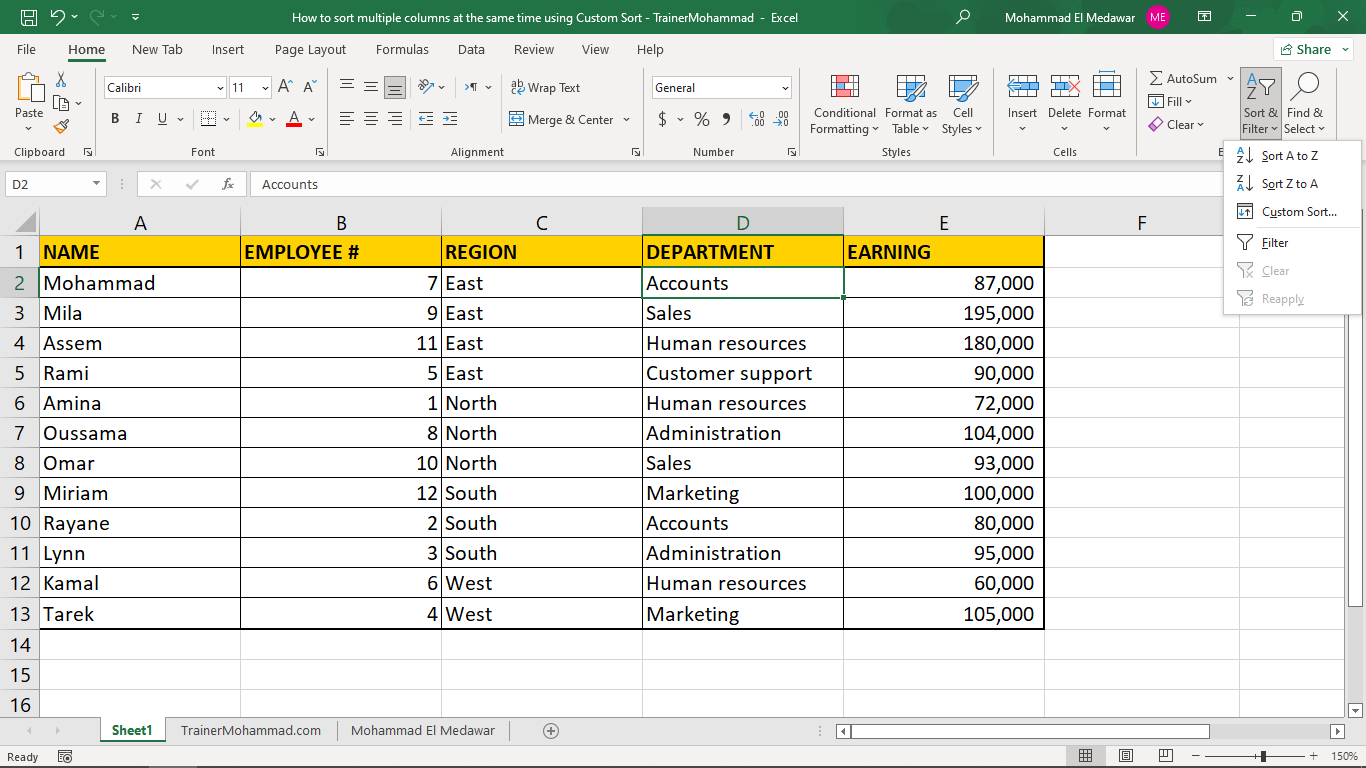 How to sort multiple columns at the same time using Custom Sort - TrainerMohammad - Excel
Mohammad El Medawar ME
File Home New Tab Insert Page Layout Formulas Data Review View Help Share
Paste
Calibri 11
B I U A
A A
ab Wrap Text
Merge & Center
General
$ % 9
Conditional Formatting
Format as Table
Cell Styles
Insert Delete Format
AutoSum
Fill
Clear
Sort & Filter
Find & Select
Clipboard Font Alignment Number Styles Cells
Sort A to Z
Sort Z to A
Custom Sort...
Filter
Clear
Reapply
D2 fx Accounts
A B C D E F
1 NAME EMPLOYEE # REGION DEPARTMENT EARNING
2 Mohammad 7 East Accounts 87,000
3 Mila 9 East Sales 195,000
4 Assem 11 East Human resources 180,000
5 Rami 5 East Customer support 90,000
6 Amina 1 North Human resources 72,000
7 Oussama 8 North Administration 104,000
8 Omar 10 North Sales 93,000
9 Miriam 12 South Marketing 100,000
10 Rayane 2 South Accounts 80,000
11 Lynn 3 South Administration 95,000
12 Kamal 6 West Human resources 60,000
13 Tarek 4 West Marketing 105,000
14
15
16
Sheet1 TrainerMohammad.com Mohammad El Medawar
Ready 150%